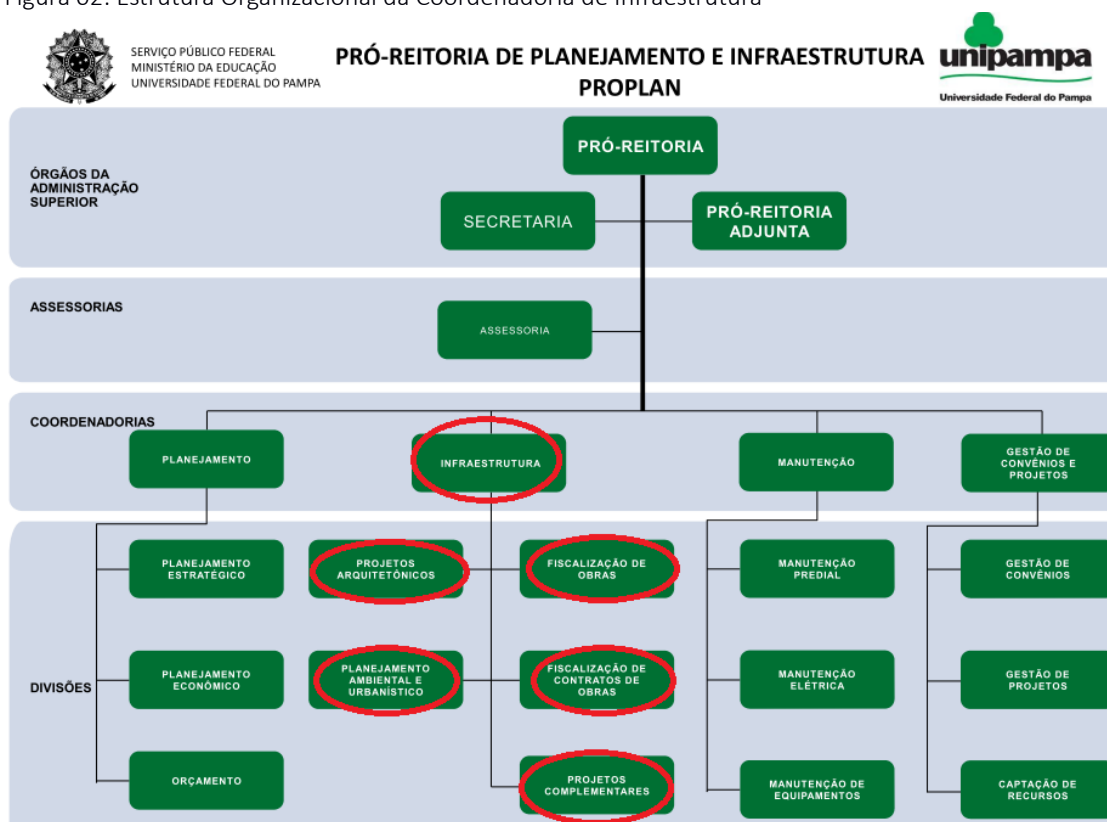 Figura 02: Estrutura Organizacional da Coordenadoria de Infraestrutura
SERVIÇO PÚBLICO FEDERAL
MINISTÉRIO DA EDUCAÇÃO
UNIVERSIDADE FEDERAL DO PAMPA
PRÓ-REITORIA DE PLANEJAMENTO E INFRAESTRUTURA
PROPLAN
unipampa
Universidade Federal do Pampa
ÓRGÃOS DA
ADMINISTRAÇÃO
SUPERIOR
PRÓ-REITORIA
SECRETARIA
PRÓ-REITORIA
ADJUNTA
ASSESSORIAS
ASSESSORIA
COORDENADORIAS
PLANEJAMENTO
INFRAESTRUTURA
MANUTENÇÃO
GESTÃO DE
CONVÊNIOS E
PROJETOS
DIVISÕES
PLANEJAMENTO
ESTRATÉGICO
PROJETOS
ARQUITETÔNICOS
FISCALIZAÇÃO DE
OBRAS
MANUTENÇÃO
PREDIAL
GESTÃO DE
CONVÊNIOS
PLANEJAMENTO
ECONÔMICO
PLANEJAMENTO
AMBIENTAL E
URBANÍSTICO
FISCALIZAÇÃO DE
CONTRATOS DE
OBRAS
MANUTENÇÃO
ELÉTRICA
GESTÃO DE
PROJETOS
ORÇAMENTO
PROJETOS
COMPLEMENTARES
MANUTENÇÃO DE
EQUIPAMENTOS
CAPTAÇÃO DE
RECURSOS